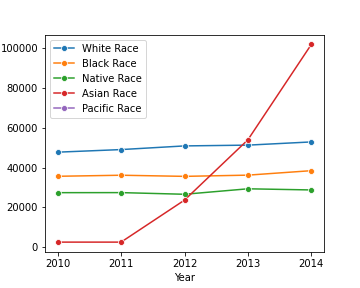 100000
80000
60000
40000
20000
0
White Race
Black Race
Native Race
Asian Race
Pacific Race
2010 2011 2012 2013 2014
Year